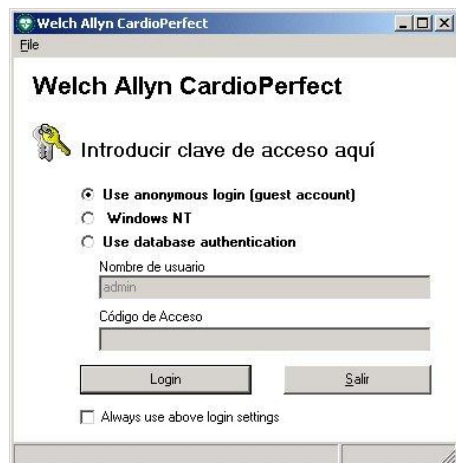 Welch Allyn CardioPerfect
File
Welch Allyn CardioPerfect
Introducir clave de acceso aquí
Use anonymous login (guest account)
Windows NT
Use database authentication
Nombre de usuario
admin
Código de Acceso
Login
Salir
Always use above login settings